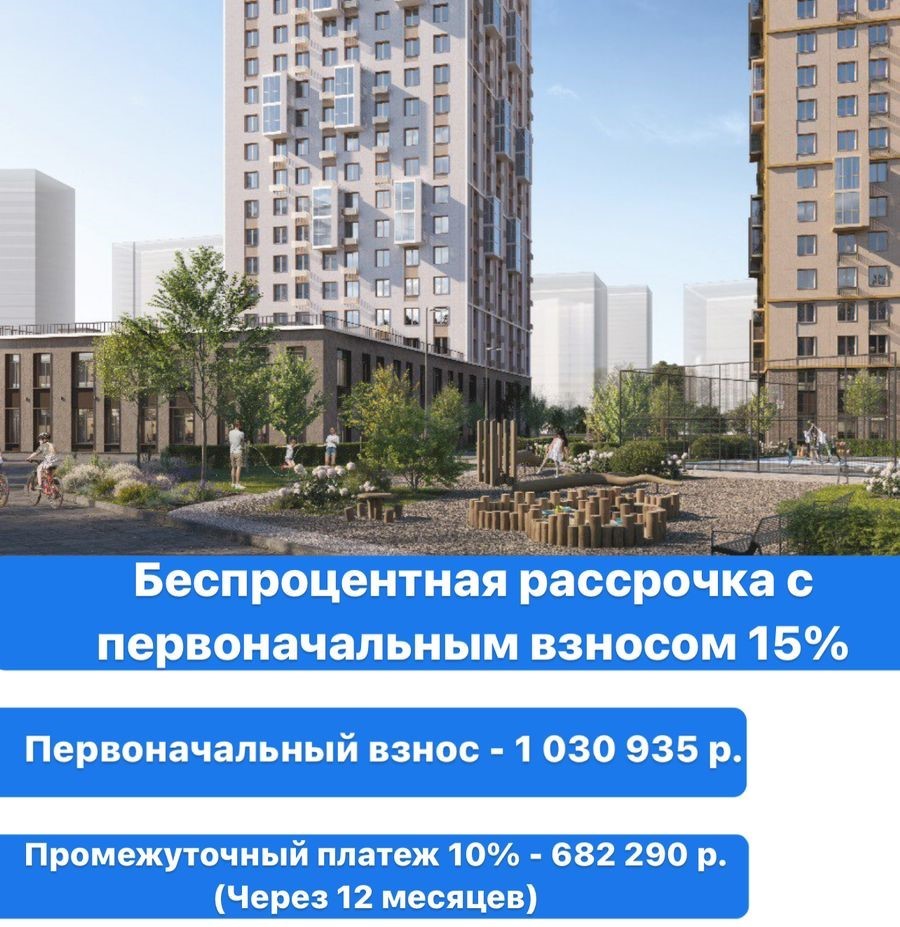 Беспроцентная рассрочка с
первоначальным взносом 15%
Первоначальный взнос - 1 030 935 р.
Промежуточный платеж 10% - 682 290 р.
(Через 12 месяцев)